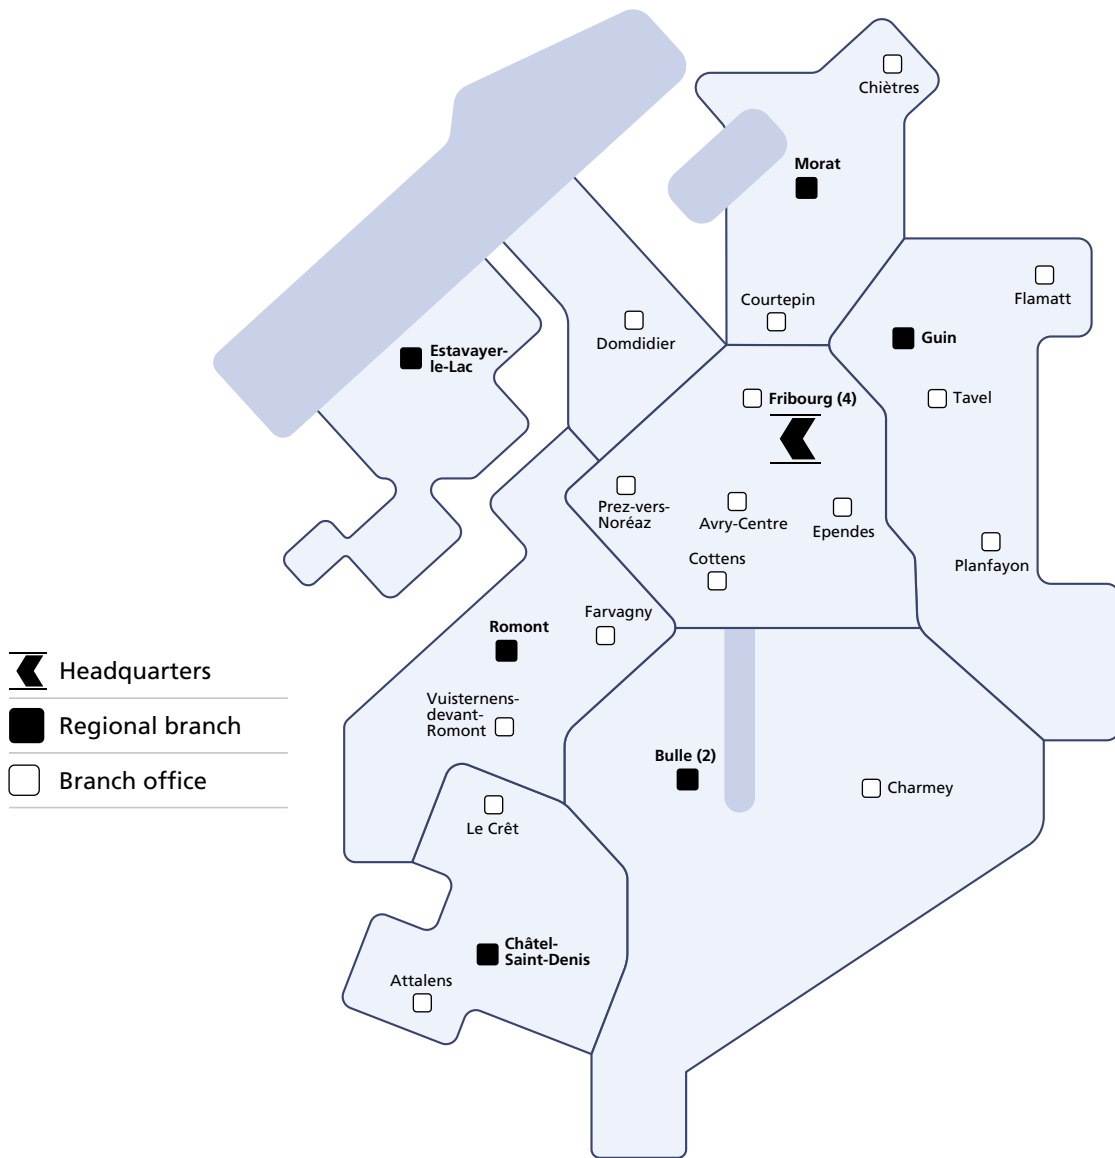 Chiètres
Morat
Courtepin
Flamatt
Guin
Domdidier
Estavayer-
le-Lac
Fribourg (4)
Tavel
Prez-vers-
Noréaz
Avry-Centre
Ependes
Cottens
Planfayon
Farvagny
Romont
Vuisternens-
devant-
Romont
Headquarters
Regional branch
Branch office
Bulle (2)
Charmey
Le Crêt
Châtel-
Saint-Denis
Attalens